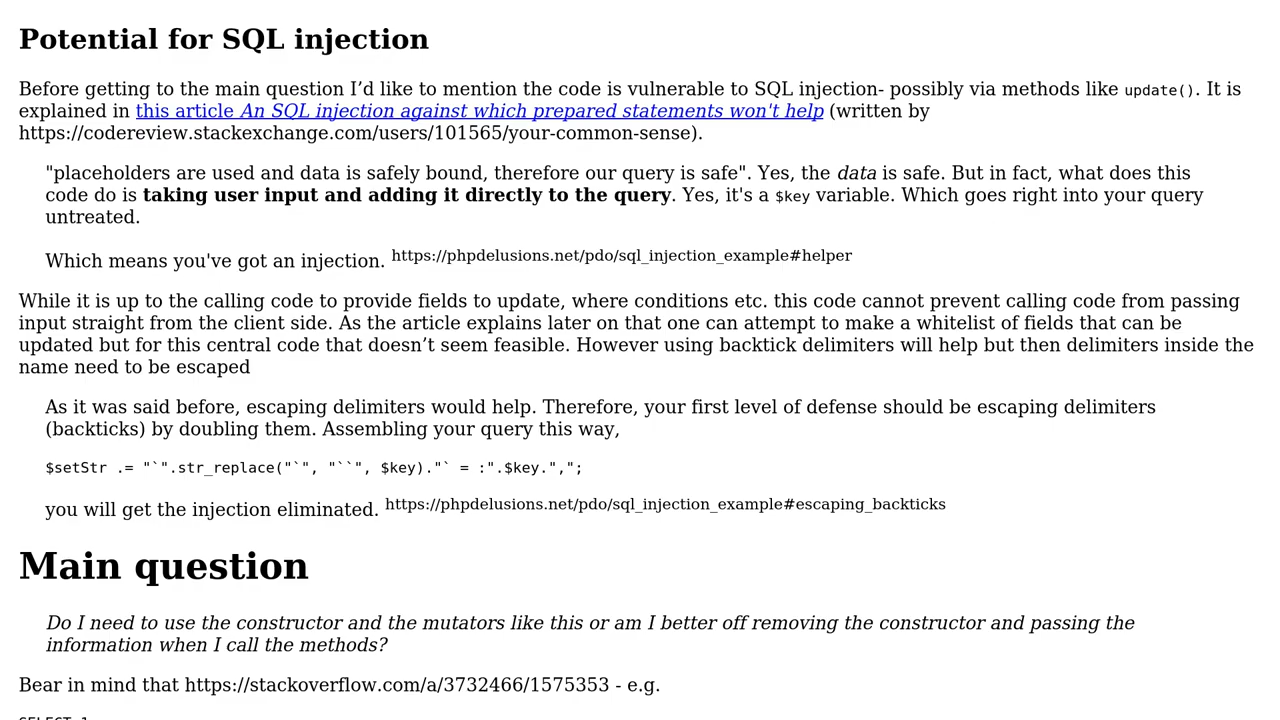 Potential for SQL injection
Before getting to the main question I’d like to mention the code is vulnerable to SQL injection- possibly via methods like update(). It is
explained in this article An SQL injection against which prepared statements won't help (written by
https://codereview.stackexchange.com/users/101565/your-common-sense).
"placeholders are used and data is safely bound, therefore our query is safe". Yes, the data is safe. But in fact, what does this
code do is taking user input and adding it directly to the query. Yes, it's a $key variable. Which goes right into your query
untreated.
Which means you've got an injection. https://phpdelusions.net/pdo/sql_injection_example#helper
While it is up to the calling code to provide fields to update, where conditions etc. this code cannot prevent calling code from passing
input straight from the client side. As the article explains later on that one can attempt to make a whitelist of fields that can be
updated but for this central code that doesn’t seem feasible. However using backtick delimiters will help but then delimiters inside the
name need to be escaped
As it was said before, escaping delimiters would help. Therefore, your first level of defense should be escaping delimiters
(backticks) by doubling them. Assembling your query this way,
$setStr .= "`".str_replace("`", "``", $key)."` = :".$key.",";
you will get the injection eliminated. https://phpdelusions.net/pdo/sql_injection_example#escaping_backticks
Main question
Do I need to use the constructor and the mutators like this or am I better off removing the constructor and passing the
information when I call the methods?
Bear in mind that https://stackoverflow.com/a/3732466/1575353 - e.g.
SELECT 1